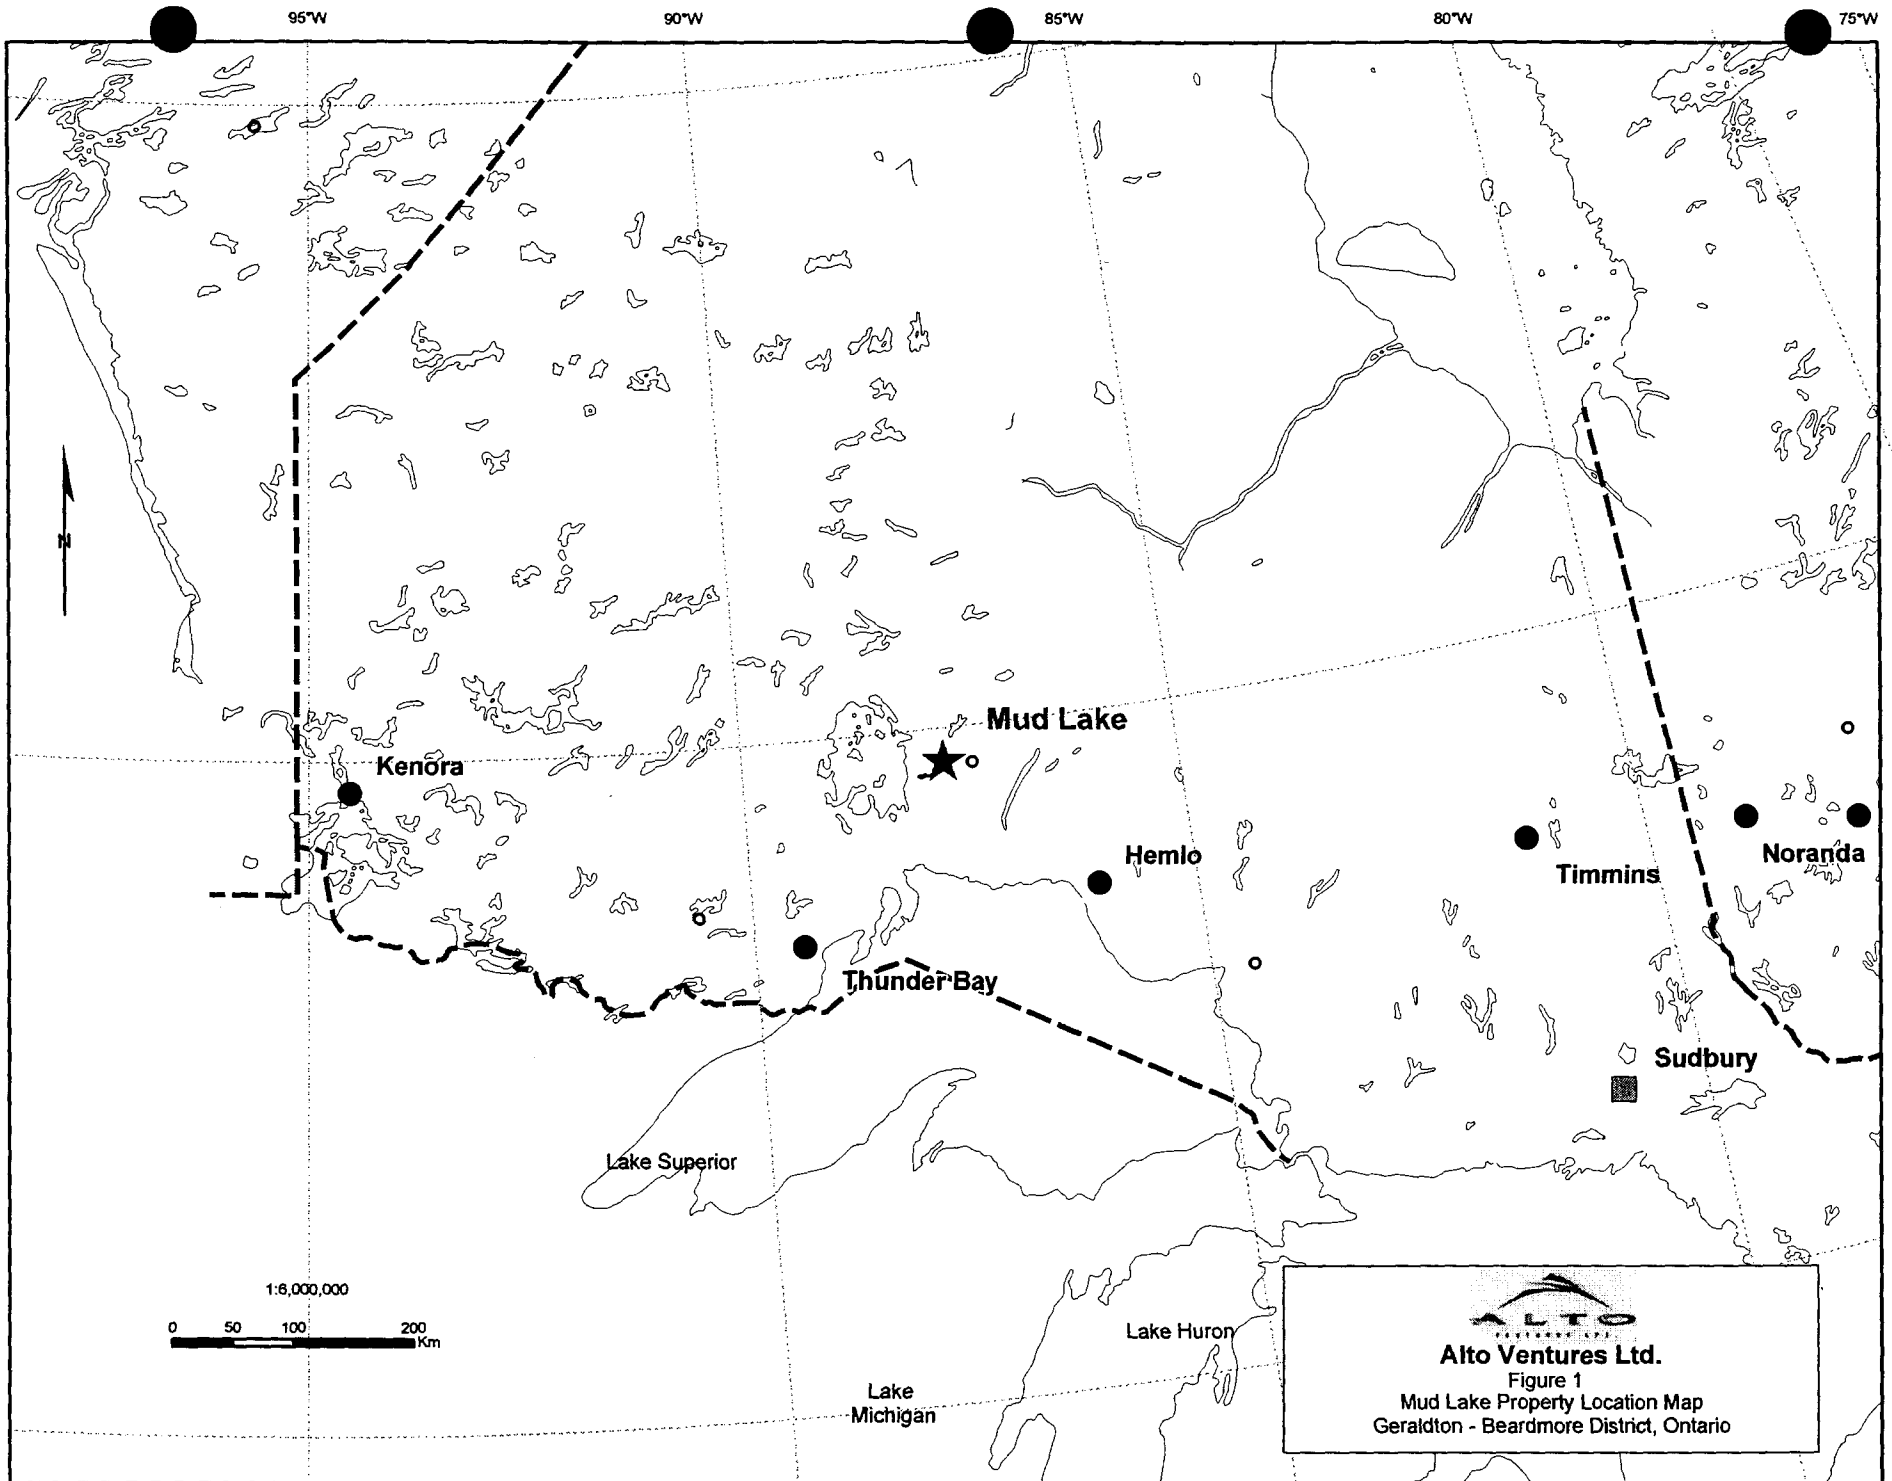 95°W
90°W
85°W
80°W
75°W
N
Mud Lake
Kenora
Hemlo
Timmins
Noranda
Thunder Bay
Sudbury
Lake Superior
1:6,000,000
0 50 100 200
Km
Lake Huron
Lake
Michigan
ALTO
VENTURES LTD.
Alto Ventures Ltd.
Figure 1
Mud Lake Property Location Map
Geraldton - Beardmore District, Ontario